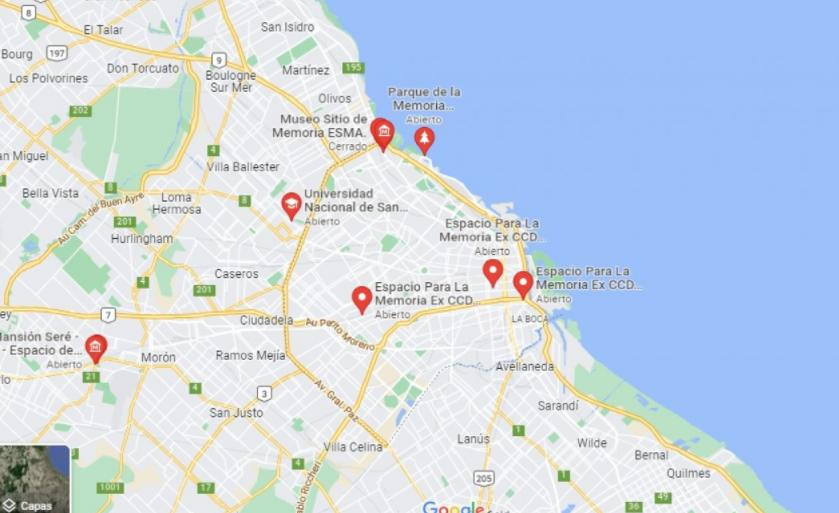 8
El Talar
San Isidro
Bourg
197
9
Don Torcuato
Boulogne
Sur Mer
Martínez
195
Los Polvorines
Olivos
Parque de la
Memoria...
Abierto
202
Museo Sitio de
Memoria ESMA.
Cerrado
4
an Miguel
Villa Ballester
8
Bella Vista
Au Cam. del Buen Ayre
Loma
Hermosa
8
Universidad
Nacional de San...
Abierto
201
Hurlingham
Espacio Para La
Memoria Ex CCD...
Abierto
4
Caseros
201
Espacio Para La
Memoria Ex CCD...
Abierto
Espacio Para La
Memoria Ex CCD...
Abierto
ey
7
Ciudadela
Au Perito Moreno
LA BOCA
ansión Seré -
- Espacio de...
Abierto
Morón
Ramos Mejía
21
Avellaneda
4
3
Av. Gral. Paz
San Justo
Sarandí
1
Villa Celina
Lanús
Wilde
Bernal
4
205
1
Quilmes
1001
17
pablo Riccheri
49
36
Capas
Google